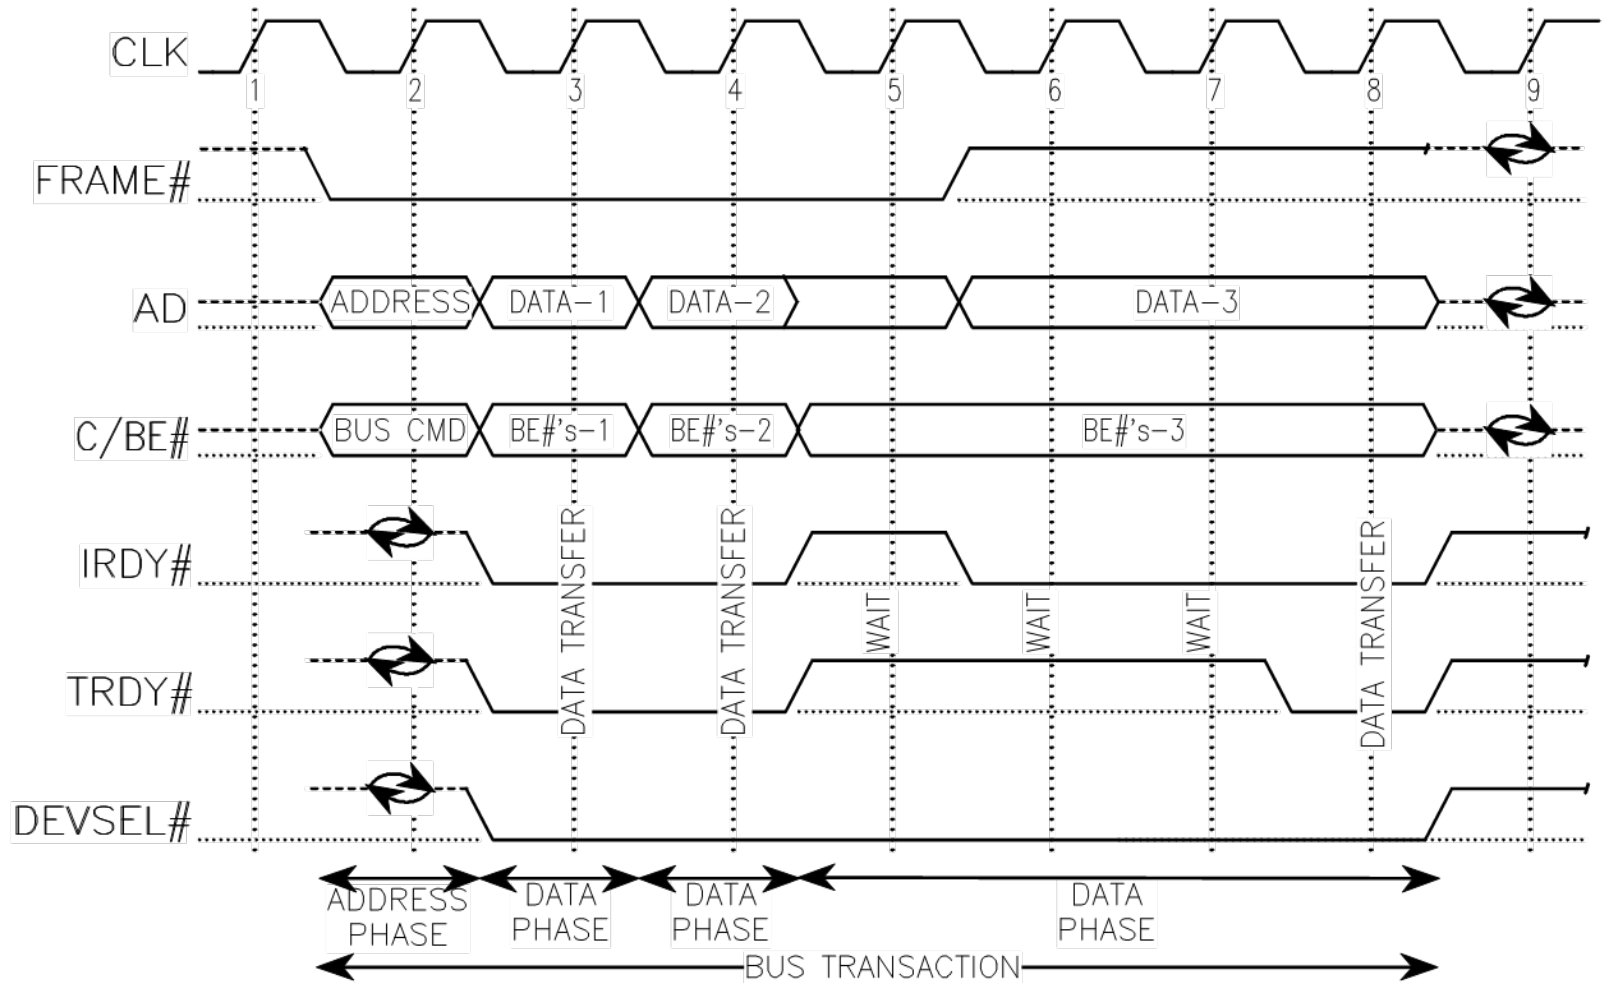 CLK
1 2 3 4 5 6 7 8 9
FRAME#
AD
ADDRESS DATA-1 DATA-2 DATA-3
C/BE#
BUS CMD BE#'s-1 BE#'s-2 BE#'s-3
IRDY#
DATA TRANSFER
DATA TRANSFER
WAIT
WAIT
WAIT
DATA TRANSFER
TRDY#
DEVSEL#
ADDRESS
PHASE
DATA
PHASE
DATA
PHASE
DATA
PHASE
BUS TRANSACTION